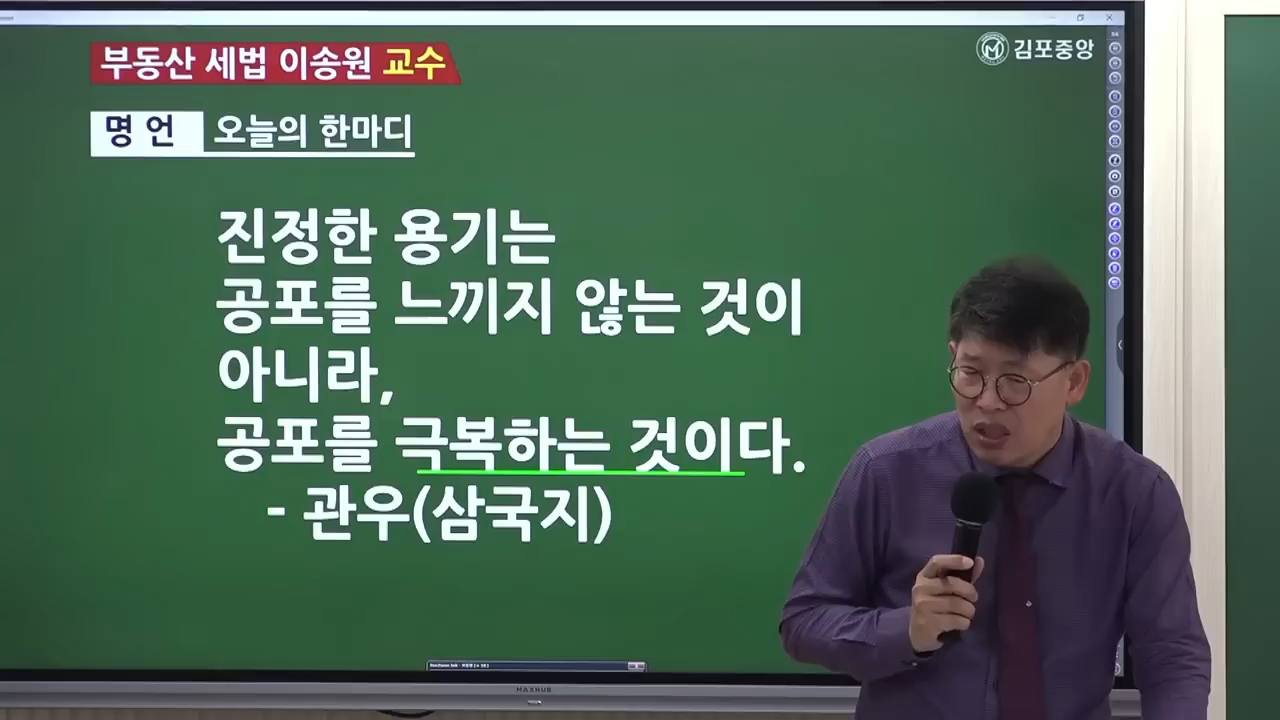 부동산 세법 이송원 교수
김포중앙
명 언 오늘의 한마디
진정한 용기는
공포를 느끼지 않는 것이
아니라,
공포를 극복하는 것이다.
- 관우(삼국지)
MAXHUB